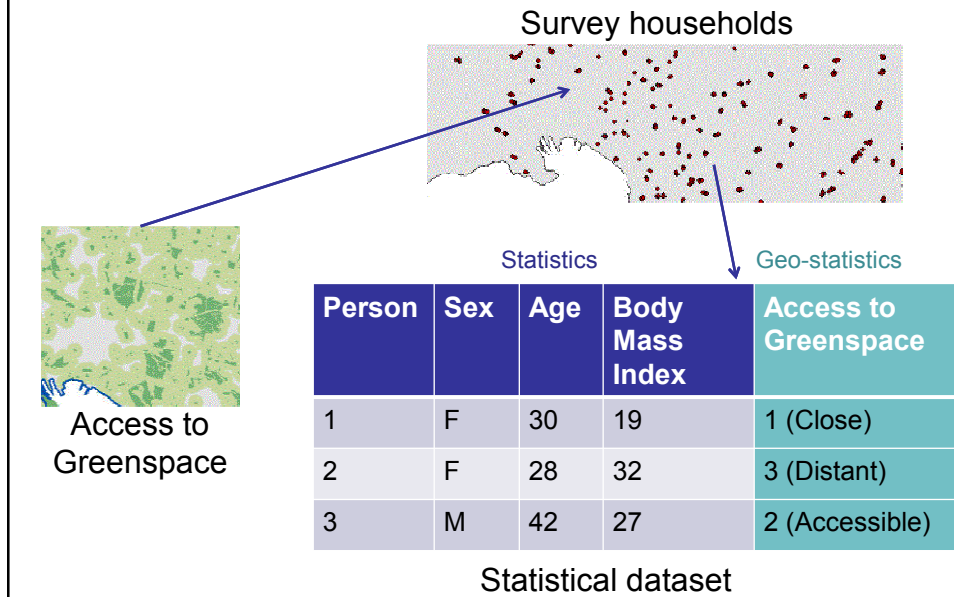 Survey households
Access to
Greenspace
Statistics
Geo-statistics
Person Sex Age Body Mass Index Access to Greenspace
1 F 30 19 1 (Close)
2 F 28 32 3 (Distant)
3 M 42 27 2 (Accessible)
Statistical dataset